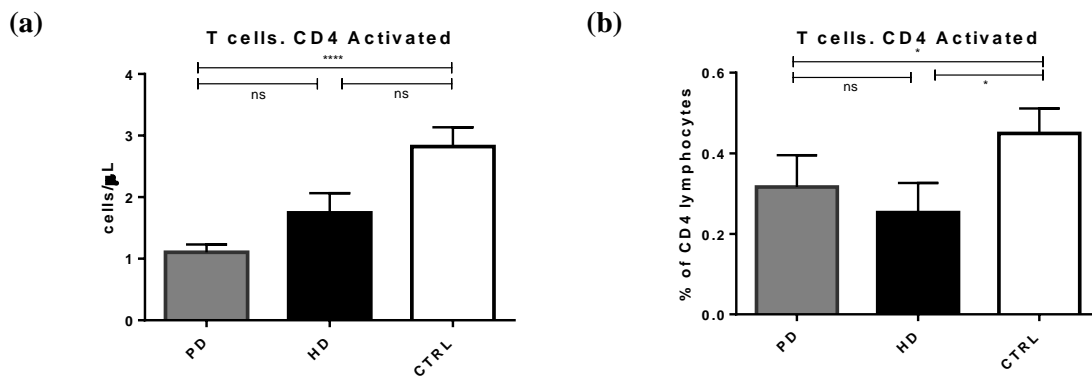 (a)
T cells. CD4 Activated
****
ns ns
4
3
2
1
0
cells/µL
PD HD CTRL
(b)
T cells. CD4 Activated
*
ns *
0.6
0.4
0.2
0.0
% of CD4 lymphocytes
PD HD CTRL